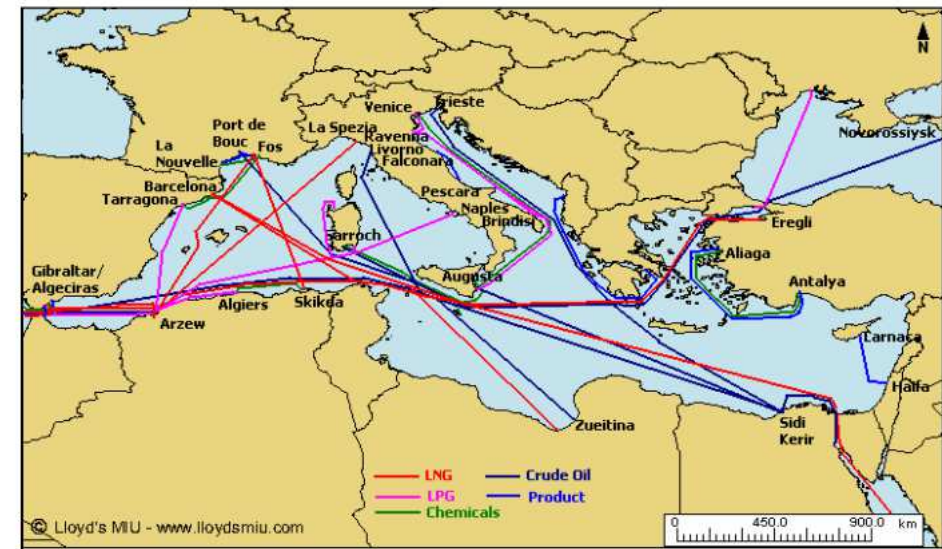 N
Venice
Trieste
Novorossiysk
Port de
Bouc
Fos
La Spezia
Ravenna
Livorno
Falconara
La
Nouvelle
Barcelona
Tarragona
Pescara
Naples
Brindisi
Eregli
Sarroch
Aliaga
Gibraltar/
Algeciras
Augusta
Antalya
Algiers
Skikda
Arzew
Larnaca
Haifa
Zueitina
Sidi
Kerir
LNG
Crude Oil
LPG
Product
Chemicals
© Lloyd's MIU - www.lloydsmiu.com
0 450.0 900.0 km